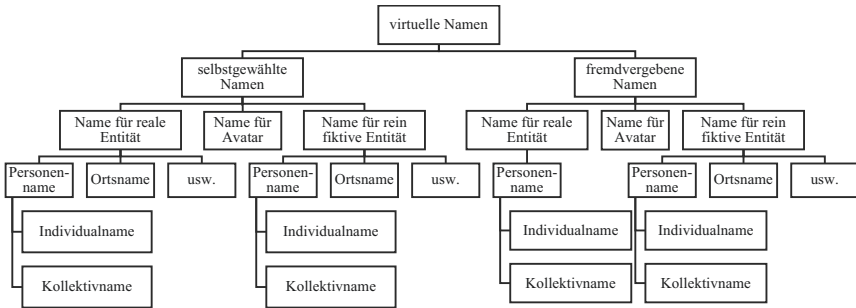 virtuelle Namen
selbstgewählte
Namen
fremdvergebene
Namen
Name für reale
Entität
Name für
Avatar
Name für rein
fiktive Entität
Name für reale
Entität
Name für
Avatar
Name für rein
fiktive Entität
Personen-
name
Ortsname
usw.
Personen-
name
Ortsname
usw.
Personen-
name
Personen-
name
Ortsname
usw.
Individualname
Individualname
Individualname
Individualname
Kollektivname
Kollektivname
Kollektivname
Kollektivname